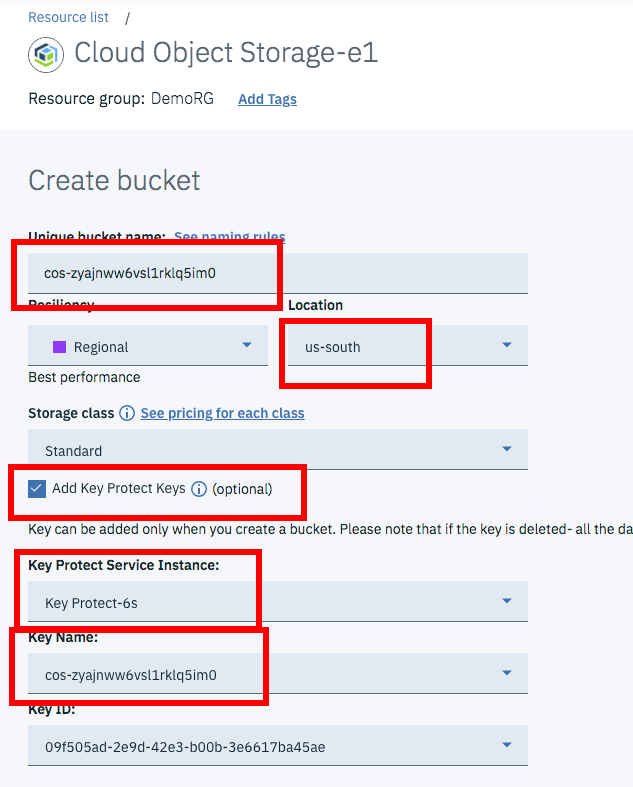 Resource list /
Cloud Object Storage-e1
Resource group: DemoRG Add Tags
Create bucket
Unique bucket name: See naming rules
cos-zyajnww6vsl1rklq5im0
Resiliency Location
Regional us-south
Best performance
Storage class See pricing for each class
Standard
Add Key Protect Keys (optional)
Key can be added only when you create a bucket. Please note that if the key is deleted- all the da
Key Protect Service Instance:
Key Protect-6s
Key Name:
cos-zyajnww6vsl1rklq5im0
Key ID:
09f505ad-2e9d-42e3-b00b-3e6617ba45ae